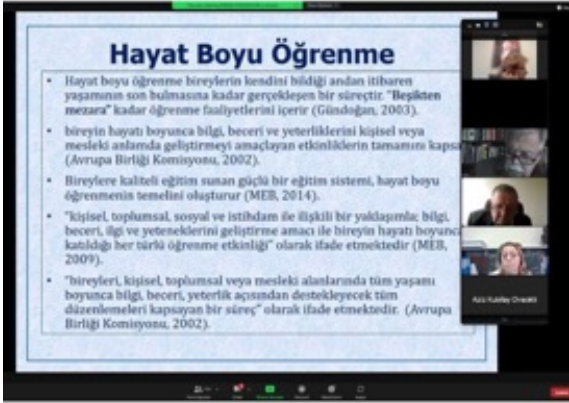 Hayat Boyu Öğrenme
• Hayat boyu öğrenme bireylerin kendini bildiği andan itibaren
yaşamının son bulmasına kadar gerçekleşen bir süreçtir. "Beşikten
mezara" kadar öğrenme faaliyetlerini içerir (Gündoğan, 2003).
• bireyin hayatı boyunca bilgi, beceri ve yeterliklerini kişisel veya
mesleki anlamda geliştirmeyi amaçlayan etkinliklerin tamamını kapsa
(Avrupa Birliği Komisyonu, 2002).
• Bireylere kaliteli eğitim sunan güçlü bir eğitim sistemi, hayat boyu
öğrenmenin temelini oluşturur (MEB, 2014).
• "kişisel, toplumsal, sosyal ve istihdam ile ilişkili bir yaklaşımla; bilgi,
beceri, ilgi ve yeteneklerini geliştirme amacı ile bireyin hayatı boyunca
katıldığı her türlü öğrenme etkinliği" olarak ifade etmektedir (MEB,
2009).
• "bireyleri, kişisel, toplumsal veya mesleki alanlarında tüm yaşamı
boyunca bilgi, beceri, yeterlik açısından destekleyecek tüm
düzenlemeleri kapsayan bir süreç" olarak ifade etmektedir. (Avrupa
Birliği Komisyonu, 2002).